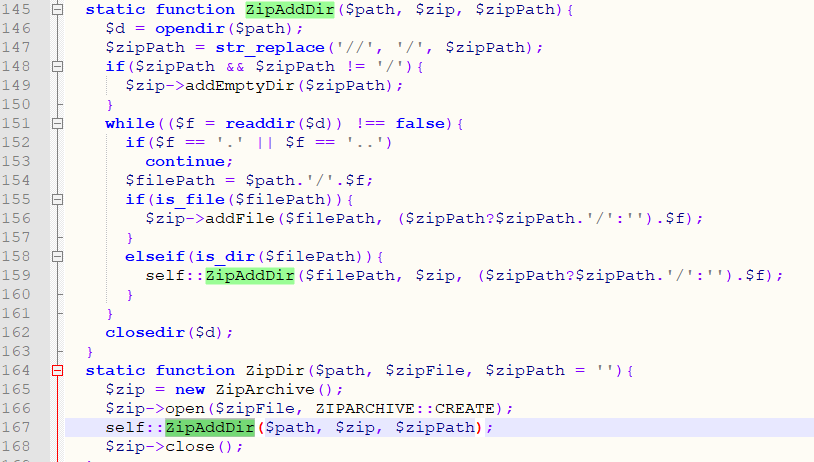 145 static function ZipAddDir($path, $zip, $zipPath){
146 $d = opendir($path);
147 $zipPath = str_replace('//', '/', $zipPath);
148 if($zipPath && $zipPath != '/'){
149 $zip->addEmptyDir($zipPath);
150 }
151 while(($f = readdir($d)) !== false){
152 if($f == '.' || $f == '..')
153 continue;
154 $filePath = $path.'/'.$f;
155 if(is_file($filePath)){
156 $zip->addFile($filePath, ($zipPath?$zipPath.'/':'').$f);
157 }
158 elseif(is_dir($filePath)){
159 self::ZipAddDir($filePath, $zip, ($zipPath?$zipPath.'/':'').$f);
160 }
161 }
162 closedir($d);
163 }
164 static function ZipDir($path, $zipFile, $zipPath = ''){
165 $zip = new ZipArchive();
166 $zip->open($zipFile, ZIPARCHIVE::CREATE);
167 self::ZipAddDir($path, $zip, $zipPath);
168 $zip->close();